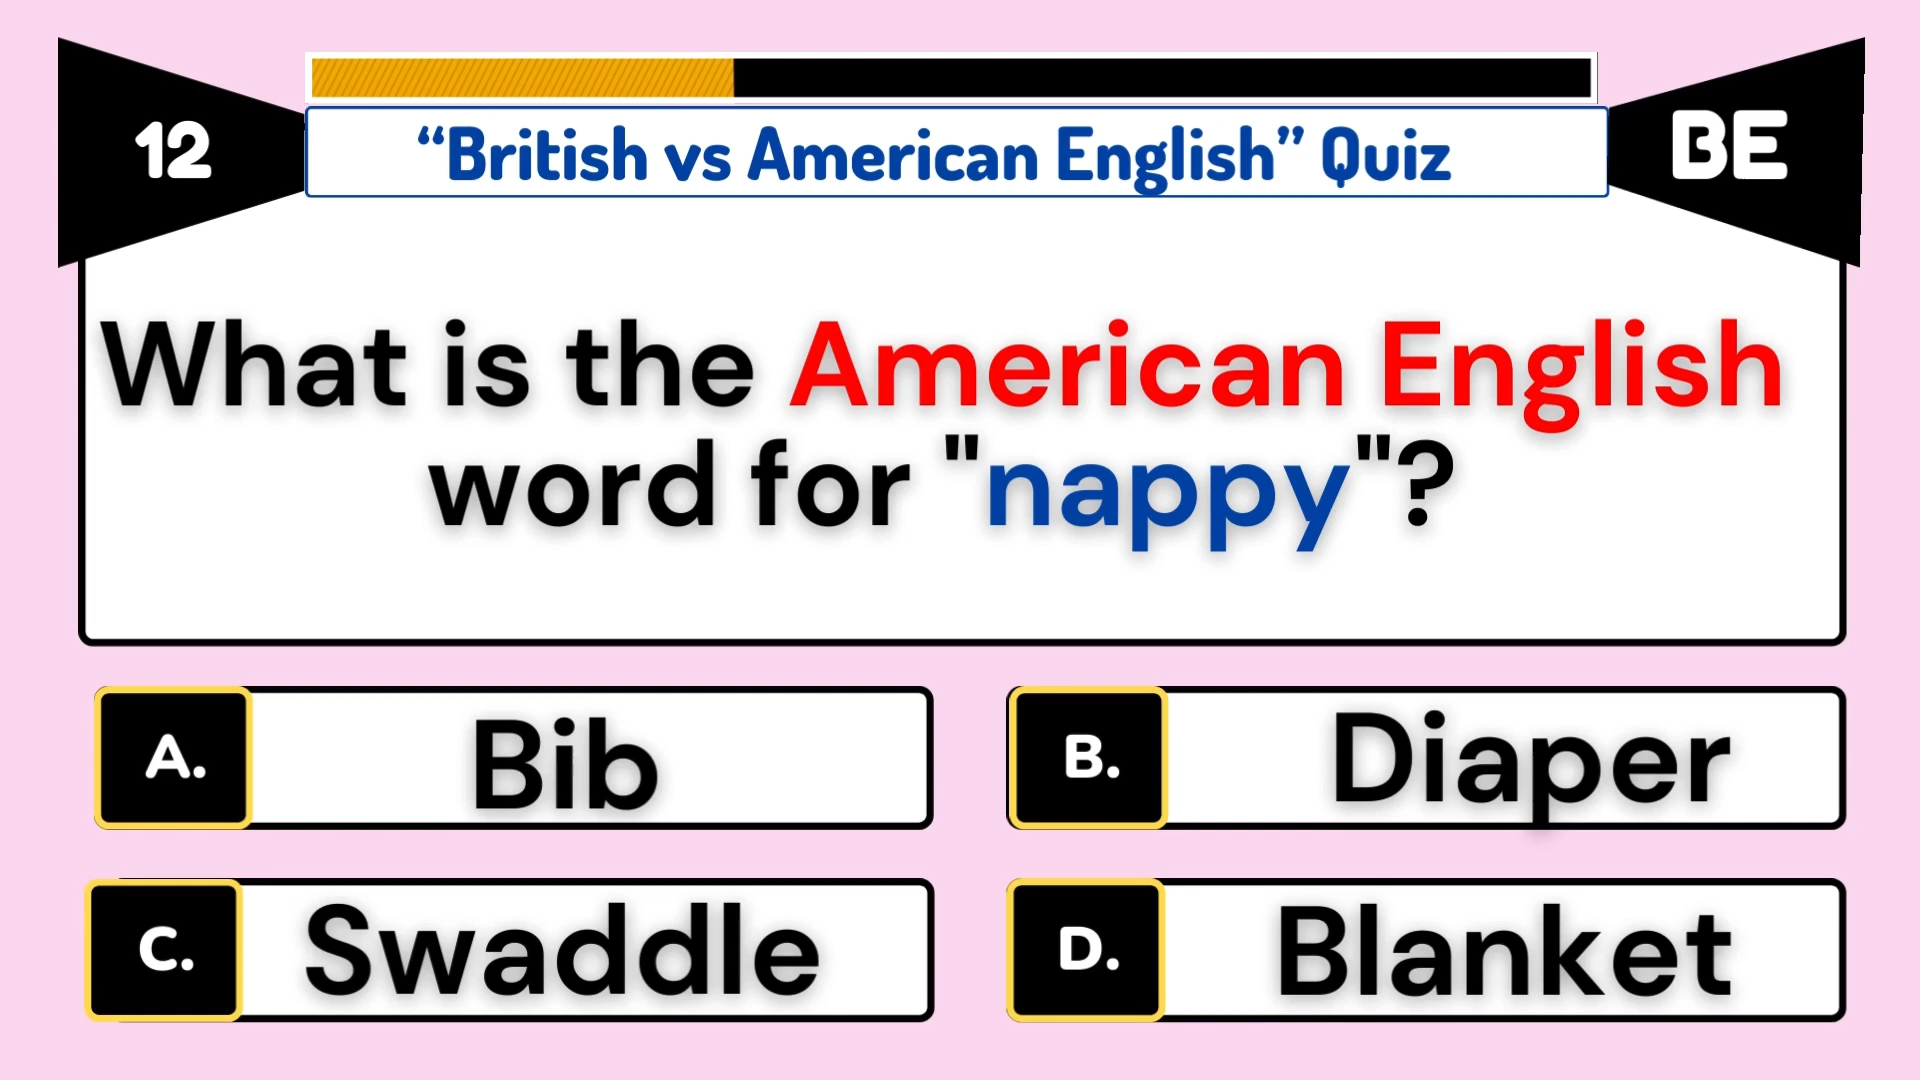 12
“British vs American English” Quiz
BE
What is the American English
word for "nappy"?
A.
Bib
B.
Diaper
C.
Swaddle
D.
Blanket